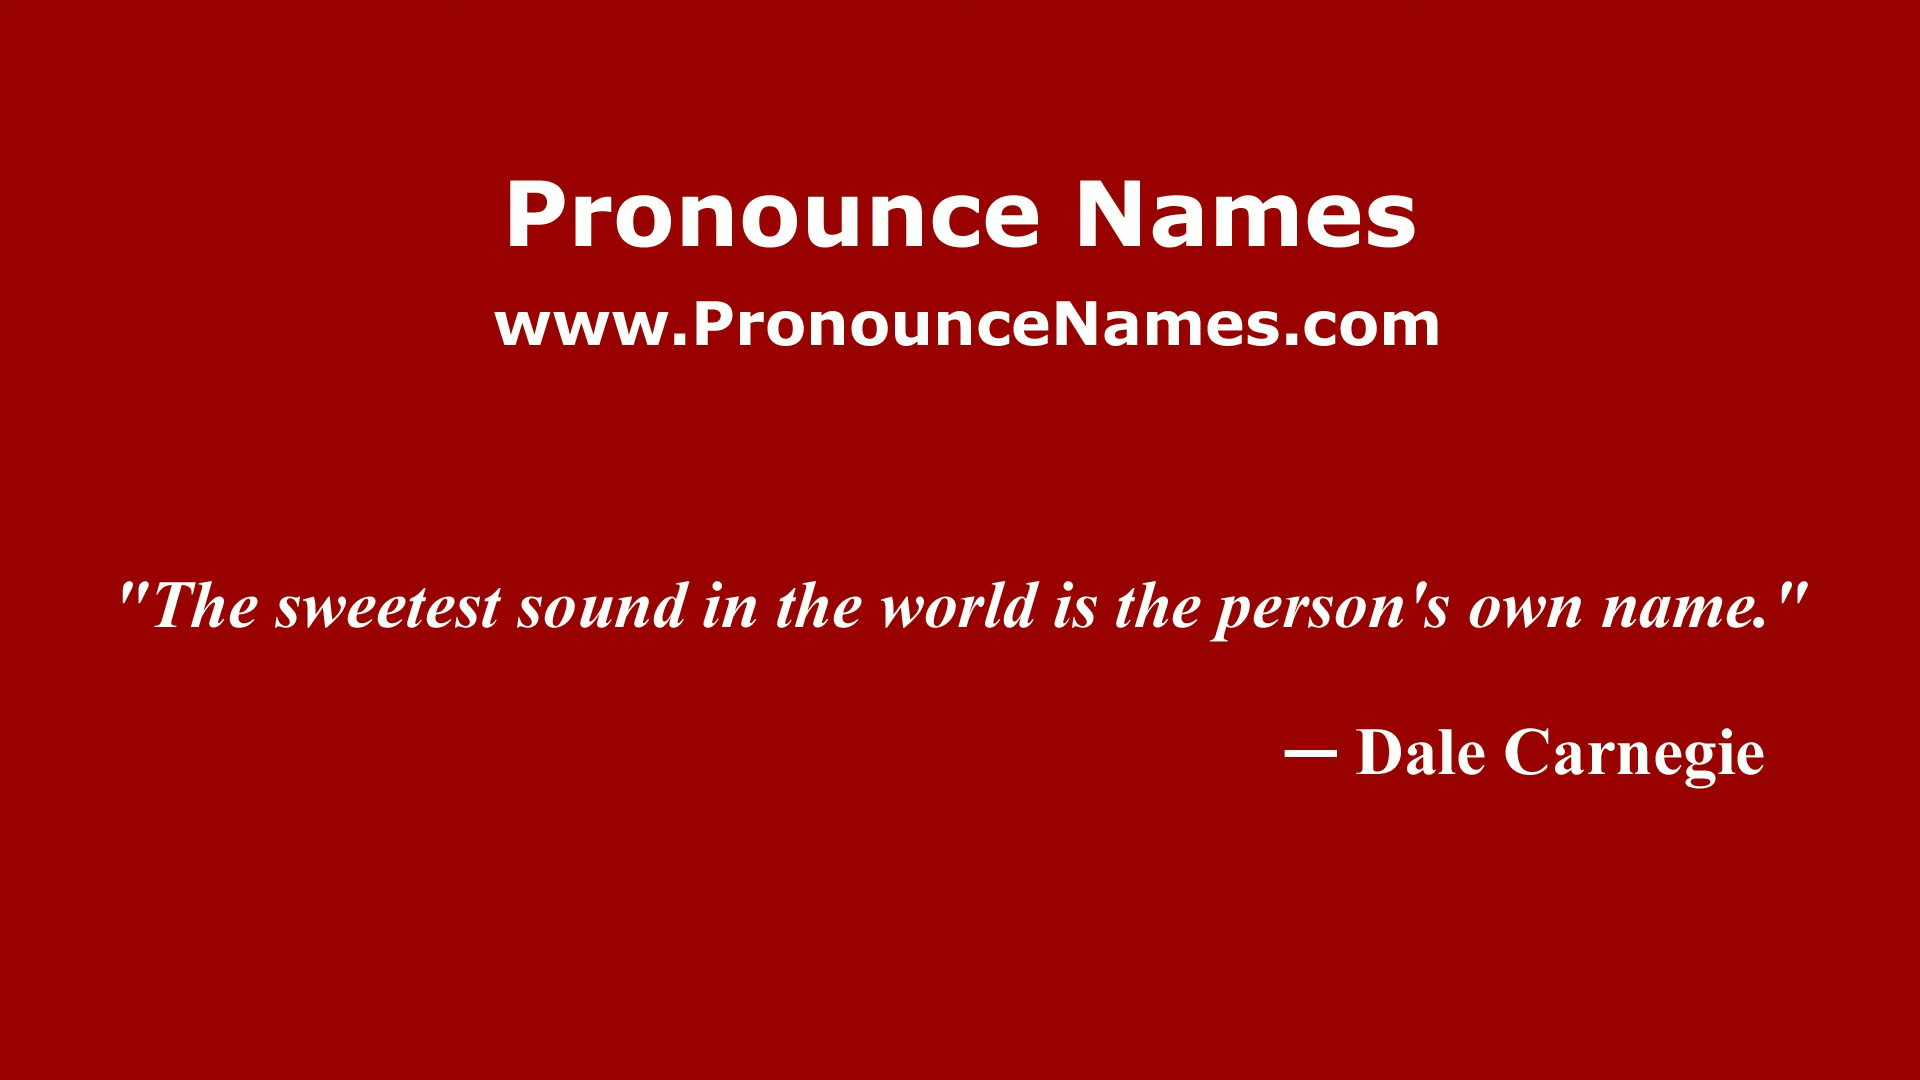 Pronounce Names
www.PronounceNames.com
"The sweetest sound in the world is the person's own name."
— Dale Carnegie